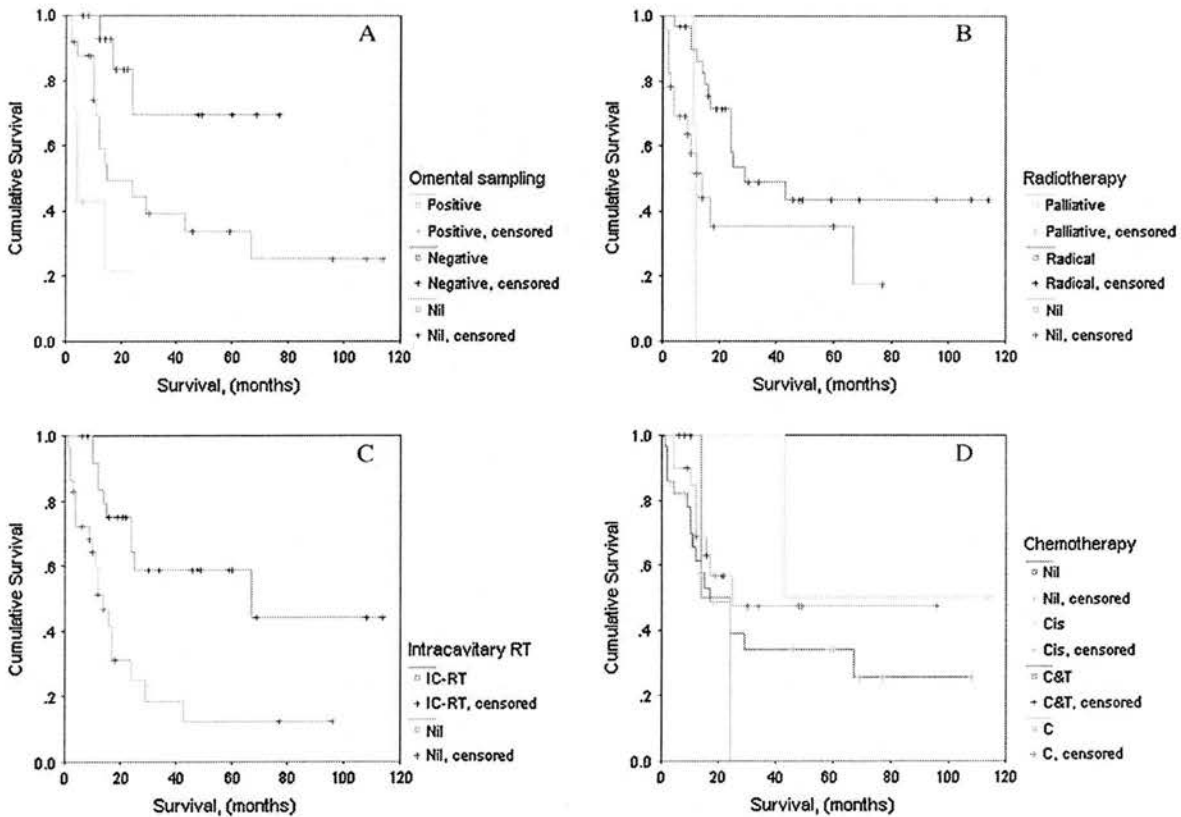 A
Cumulative Survival
1.0
.8
.6
.4
.2
0.0
0 20 40 60 80 100 120
Survival, (months)
Omental sampling
Positive
Positive, censored
Negative
Negative, censored
Nil
Nil, censored
B
Cumulative Survival
1.0
.8
.6
.4
.2
0.0
0 20 40 60 80 100 120
Survival, (months)
Radiotherapy
Palliative
Palliative, censored
Radical
Radical, censored
Nil
Nil, censored
C
Cumulative Survival
1.0
.8
.6
.4
.2
0.0
0 20 40 60 80 100 120
Survival, (months)
Intracavitary RT
IC-RT
IC-RT, censored
Nil
Nil, censored
D
Cumulative Survival
1.0
.8
.6
.4
.2
0.0
0 20 40 60 80 100 120
Survival, (months)
Chemotherapy
Nil
Nil, censored
Cis
Cis, censored
C&T
C&T, censored
C
C, censored